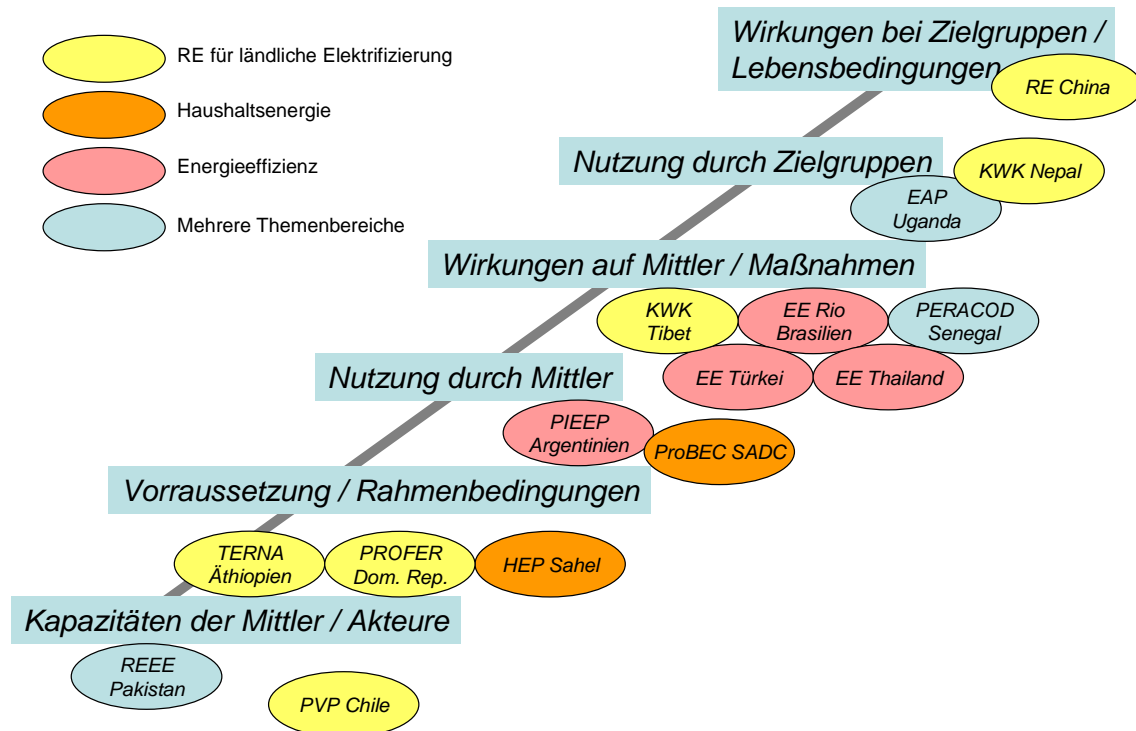 RE für ländliche Elektrifizierung
Haushaltsenergie
Energieeffizienz
Mehrere Themenbereiche
Wirkungen bei Zielgruppen /
Lebensbedingungen
RE China
Nutzung durch Zielgruppen
KWK Nepal
EAP
Uganda
Wirkungen auf Mittler / Maßnahmen
KWK
Tibet
EE Rio
Brasilien
PERACOD
Senegal
EE Türkei
EE Thailand
Nutzung durch Mittler
PIEEP
Argentinien
ProBEC SADC
Vorraussetzung / Rahmenbedingungen
TERNA
Äthiopien
PROFER
Dom. Rep.
HEP Sahel
Kapazitäten der Mittler / Akteure
REEE
Pakistan
PVP Chile